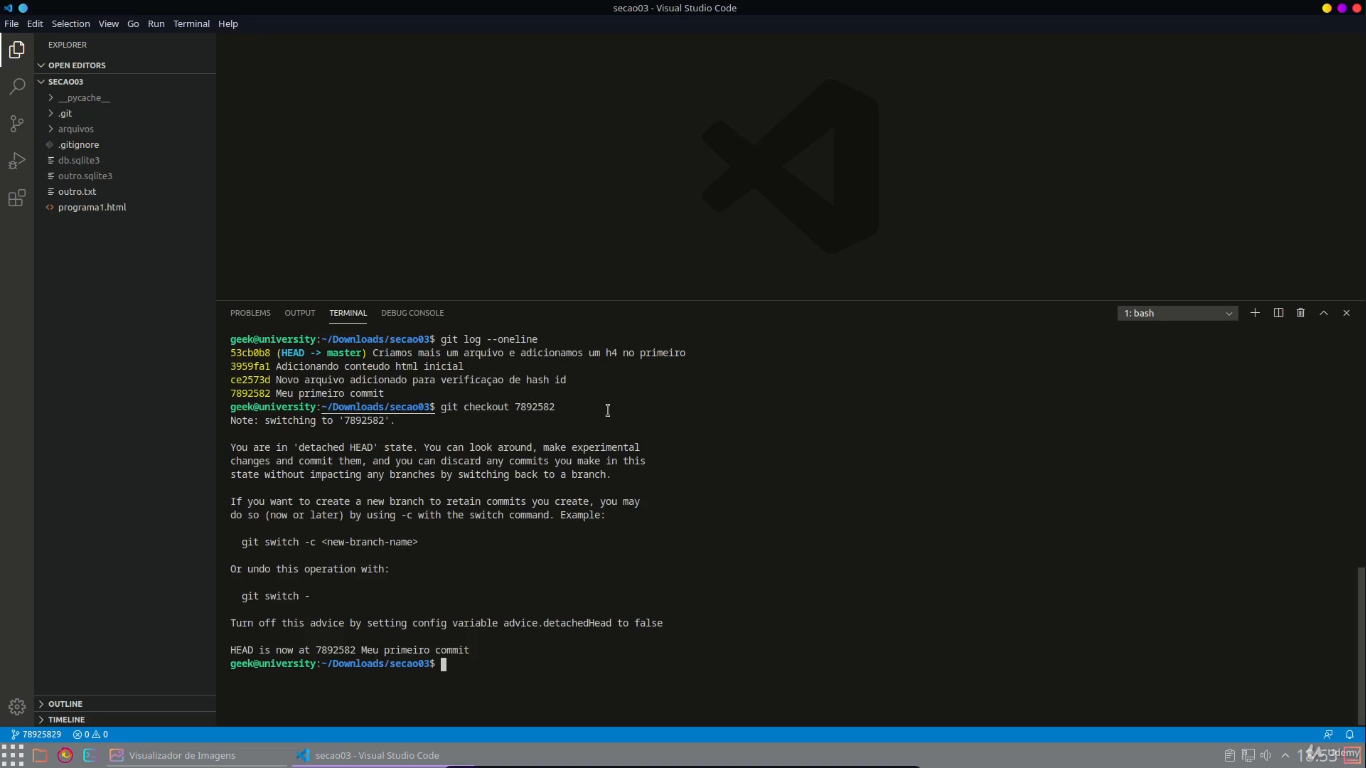 secao03 - Visual Studio Code
File Edit Selection View Go Run Terminal Help
EXPLORER
OPEN EDITORS
SECAO03
__pycache__
.git
arquivos
.gitignore
db.sqlite3
outro.sqlite3
outro.txt
programa1.html
OUTLINE
TIMELINE
PROBLEMS OUTPUT TERMINAL DEBUG CONSOLE
1: bash
geek@university:~/Downloads/secao03$ git log --oneline
53cb0b8 (HEAD -> master) Criamos mais um arquivo e adicionamos um h4 no primeiro
3959fa1 Adicionando conteudo html inicial
ce2573d Novo arquivo adicionado para verificaçao de hash id
7892582 Meu primeiro commit
geek@university:~/Downloads/secao03$ git checkout 7892582
Note: switching to '7892582'.
You are in 'detached HEAD' state. You can look around, make experimental
changes and commit them, and you can discard any commits you make in this
state without impacting any branches by switching back to a branch.
If you want to create a new branch to retain commits you create, you may
do so (now or later) by using -c with the switch command. Example:
git switch -c <new-branch-name>
Or undo this operation with:
git switch -
Turn off this advice by setting config variable advice.detachedHead to false
HEAD is now at 7892582 Meu primeiro commit
geek@university:~/Downloads/secao03$
78925829 0 0
Visualizador de Imagens
secao03 - Visual Studio Code
18:53
Udemy